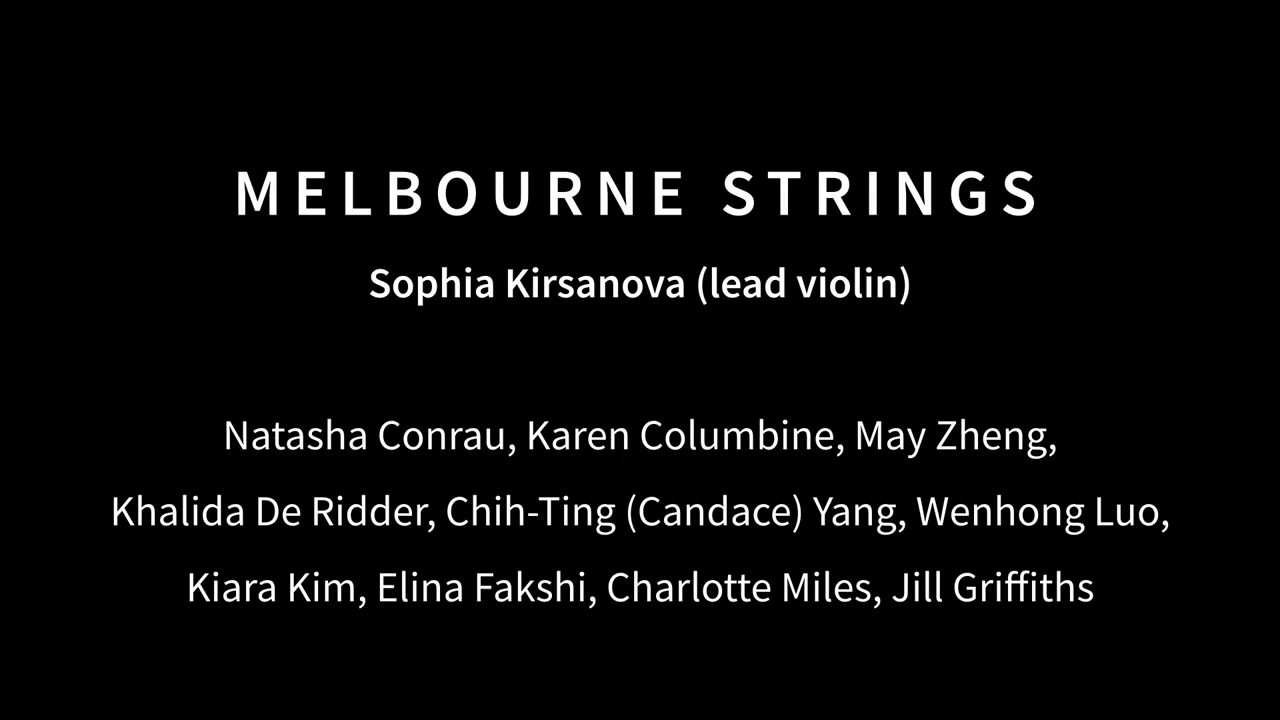 MELBOURNE STRINGS
Sophia Kirsanova (lead violin)
Natasha Conrau, Karen Columbine, May Zheng,
Khalida De Ridder, Chih-Ting (Candace) Yang, Wenhong Luo,
Kiara Kim, Elina Fakshi, Charlotte Miles, Jill Griffiths